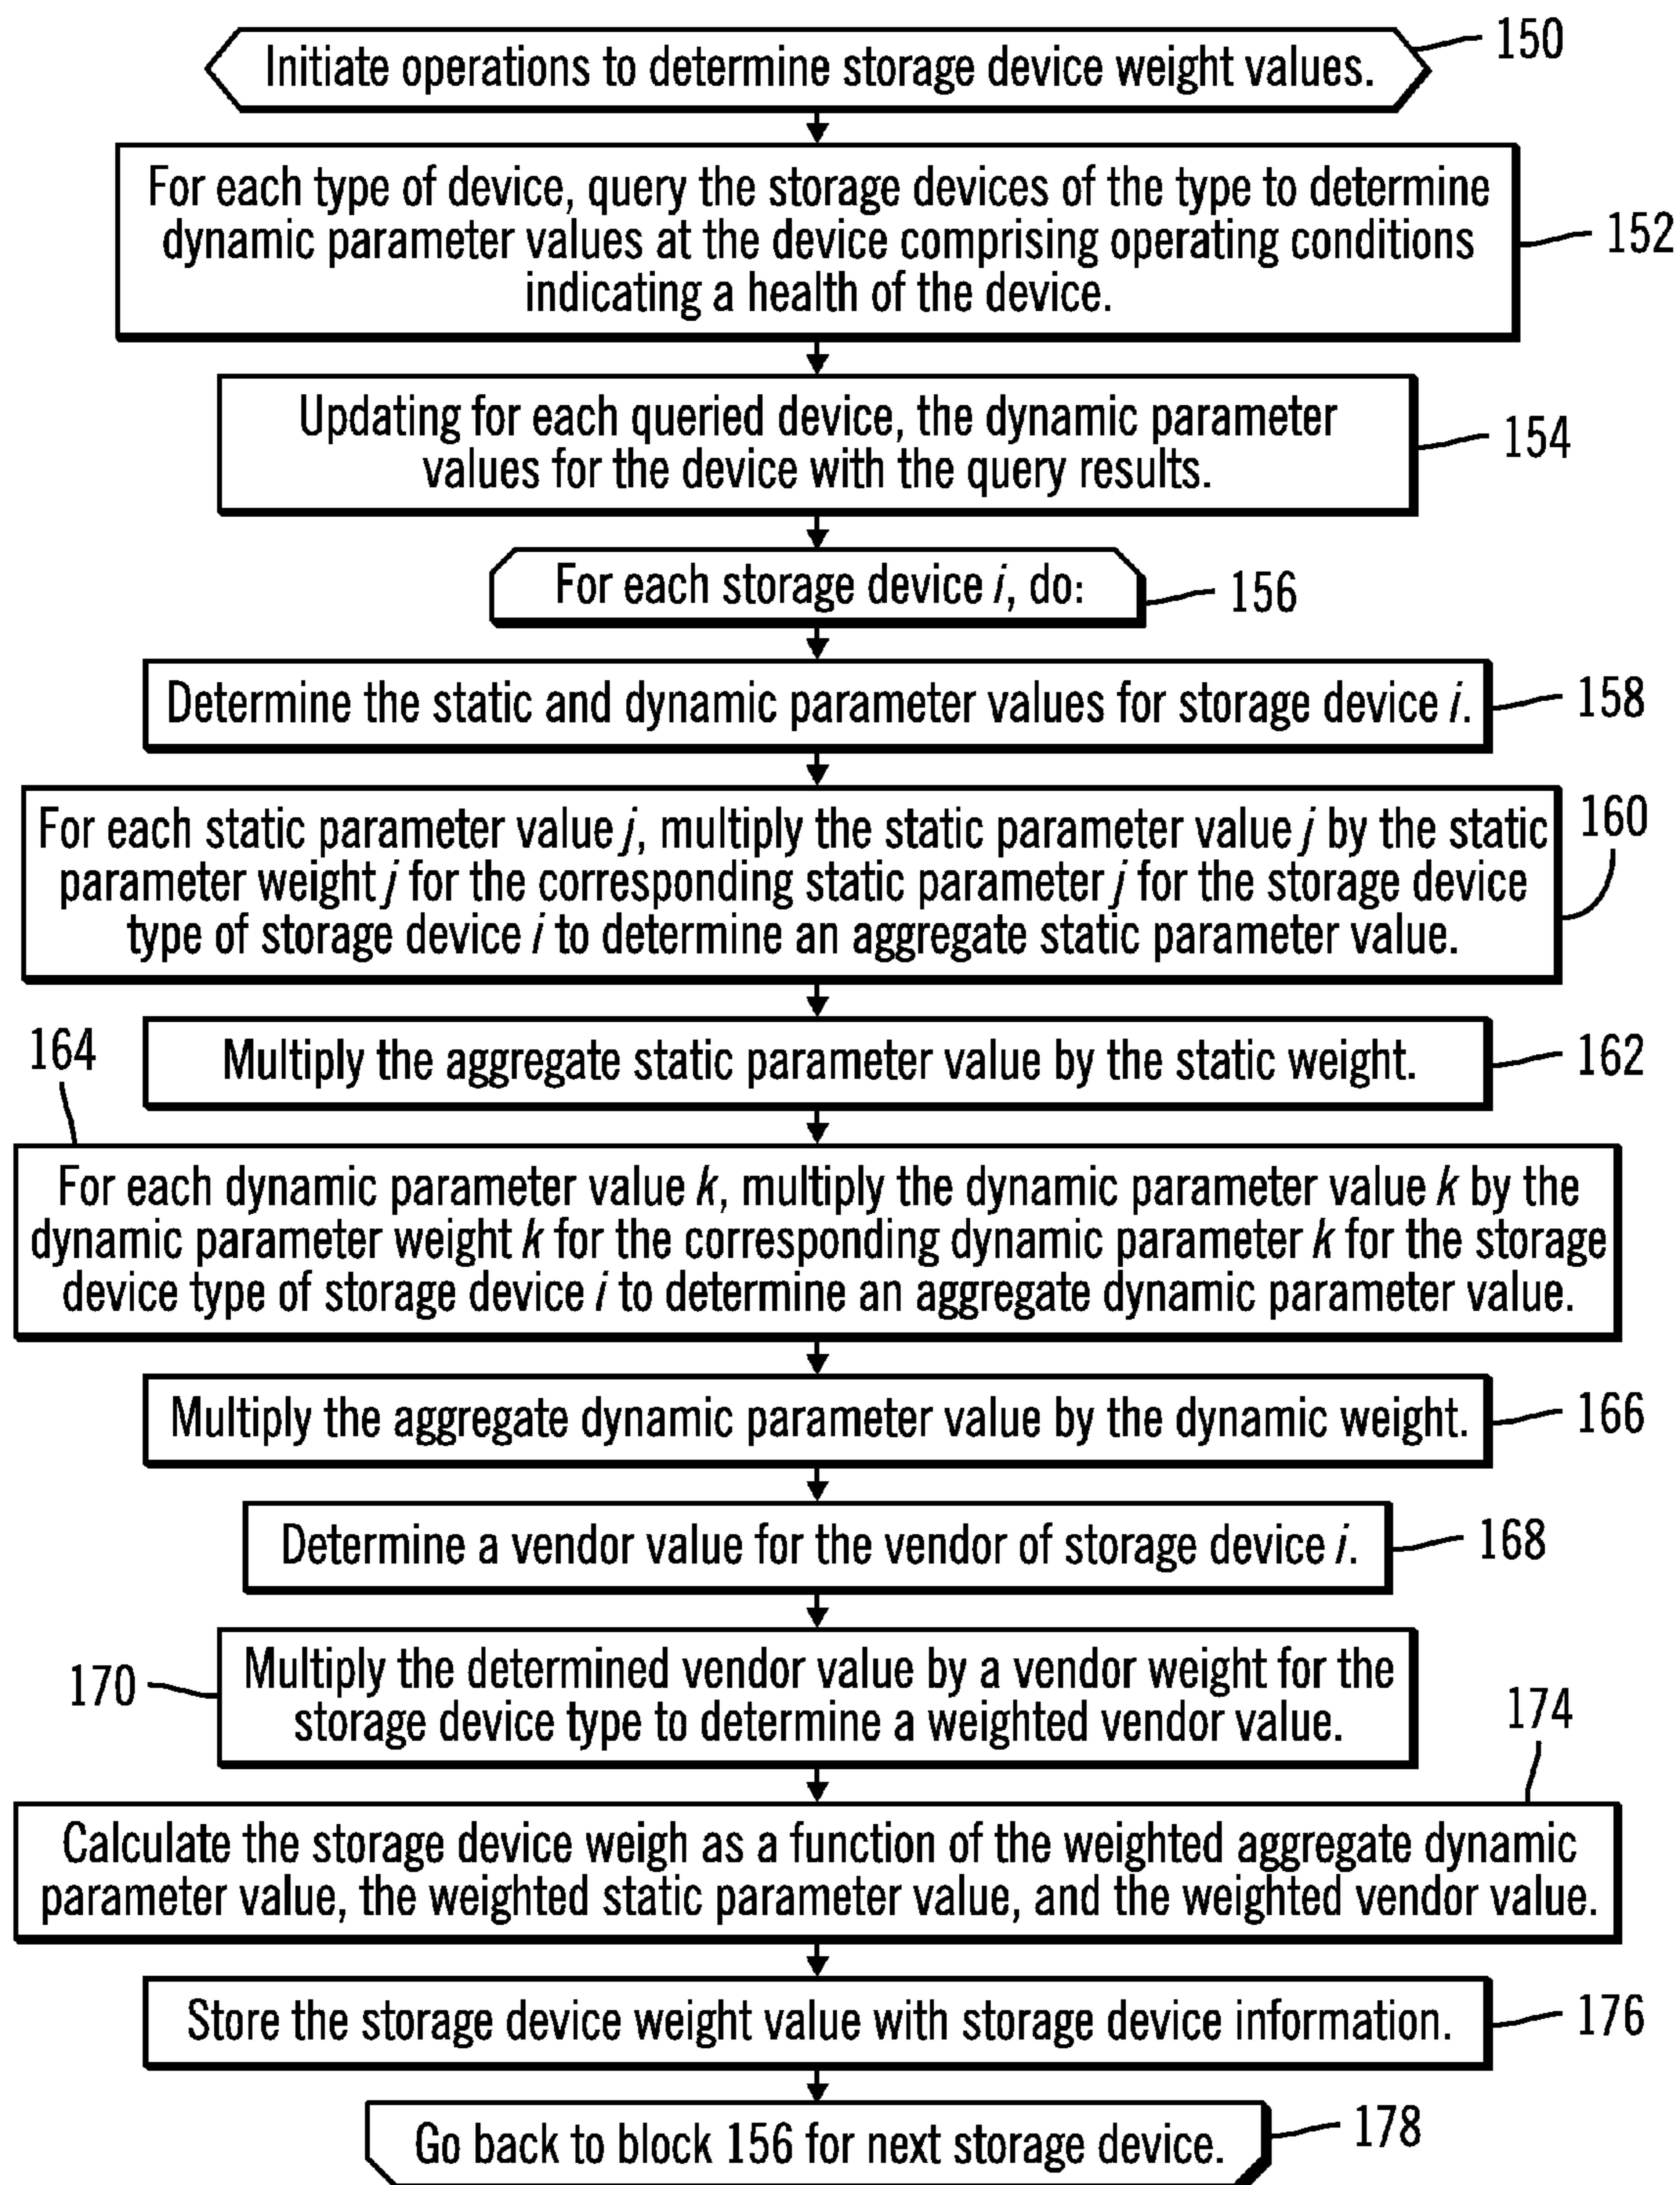 Initiate operations to determine storage device weight values.
150
For each type of device, query the storage devices of the type to determine
dynamic parameter values at the device comprising operating conditions
indicating a health of the device.
152
Updating for each queried device, the dynamic parameter
values for the device with the query results.
154
For each storage device i, do:
156
Determine the static and dynamic parameter values for storage device i.
158
For each static parameter value j, multiply the static parameter value j by the static
parameter weight j for the corresponding static parameter j for the storage device
type of storage device i to determine an aggregate static parameter value.
160
Multiply the aggregate static parameter value by the static weight.
162
164
For each dynamic parameter value k, multiply the dynamic parameter value k by the
dynamic parameter weight k for the corresponding dynamic parameter k for the storage
device type of storage device i to determine an aggregate dynamic parameter value.
Multiply the aggregate dynamic parameter value by the dynamic weight.
166
Determine a vendor value for the vendor of storage device i.
168
170
Multiply the determined vendor value by a vendor weight for the
storage device type to determine a weighted vendor value.
174
Calculate the storage device weigh as a function of the weighted aggregate dynamic
parameter value, the weighted static parameter value, and the weighted vendor value.
Store the storage device weight value with storage device information.
176
Go back to block 156 for next storage device.
178